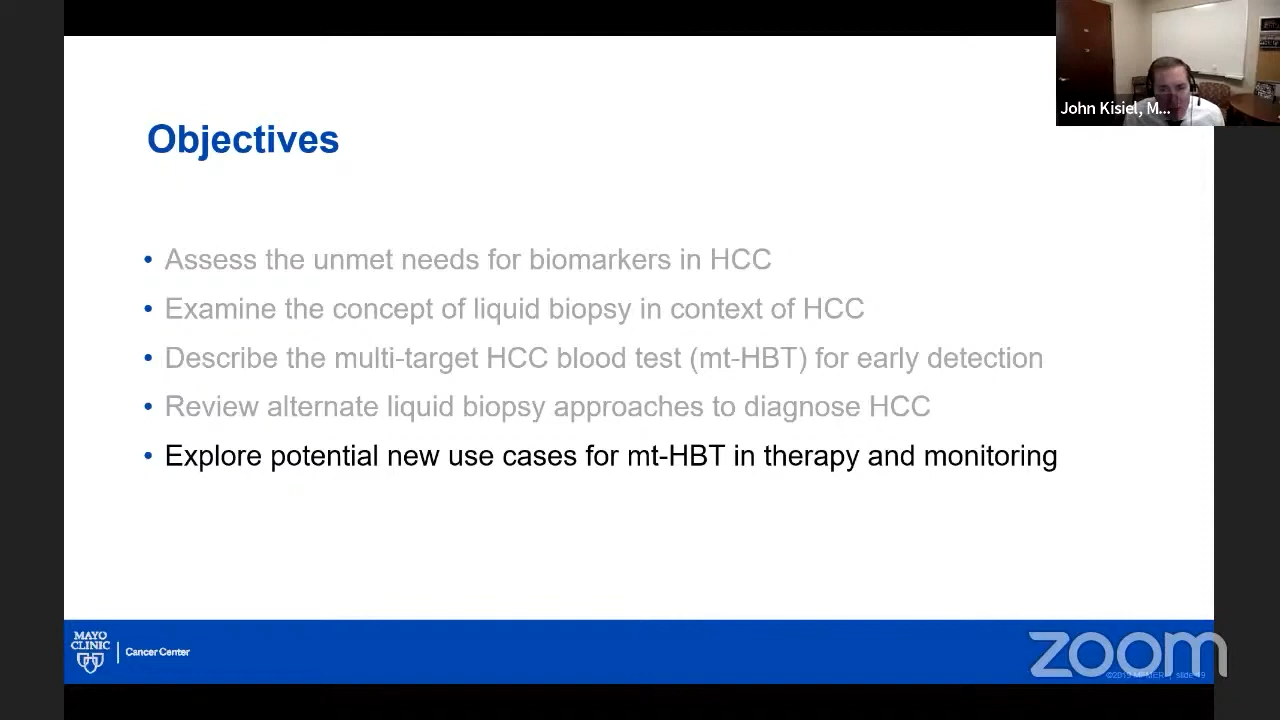 John Kisiel, M...
Objectives
• Assess the unmet needs for biomarkers in HCC
• Examine the concept of liquid biopsy in context of HCC
• Describe the multi-target HCC blood test (mt-HBT) for early detection
• Review alternate liquid biopsy approaches to diagnose HCC
• Explore potential new use cases for mt-HBT in therapy and monitoring
MAYO
CLINIC
Cancer Center
zoom